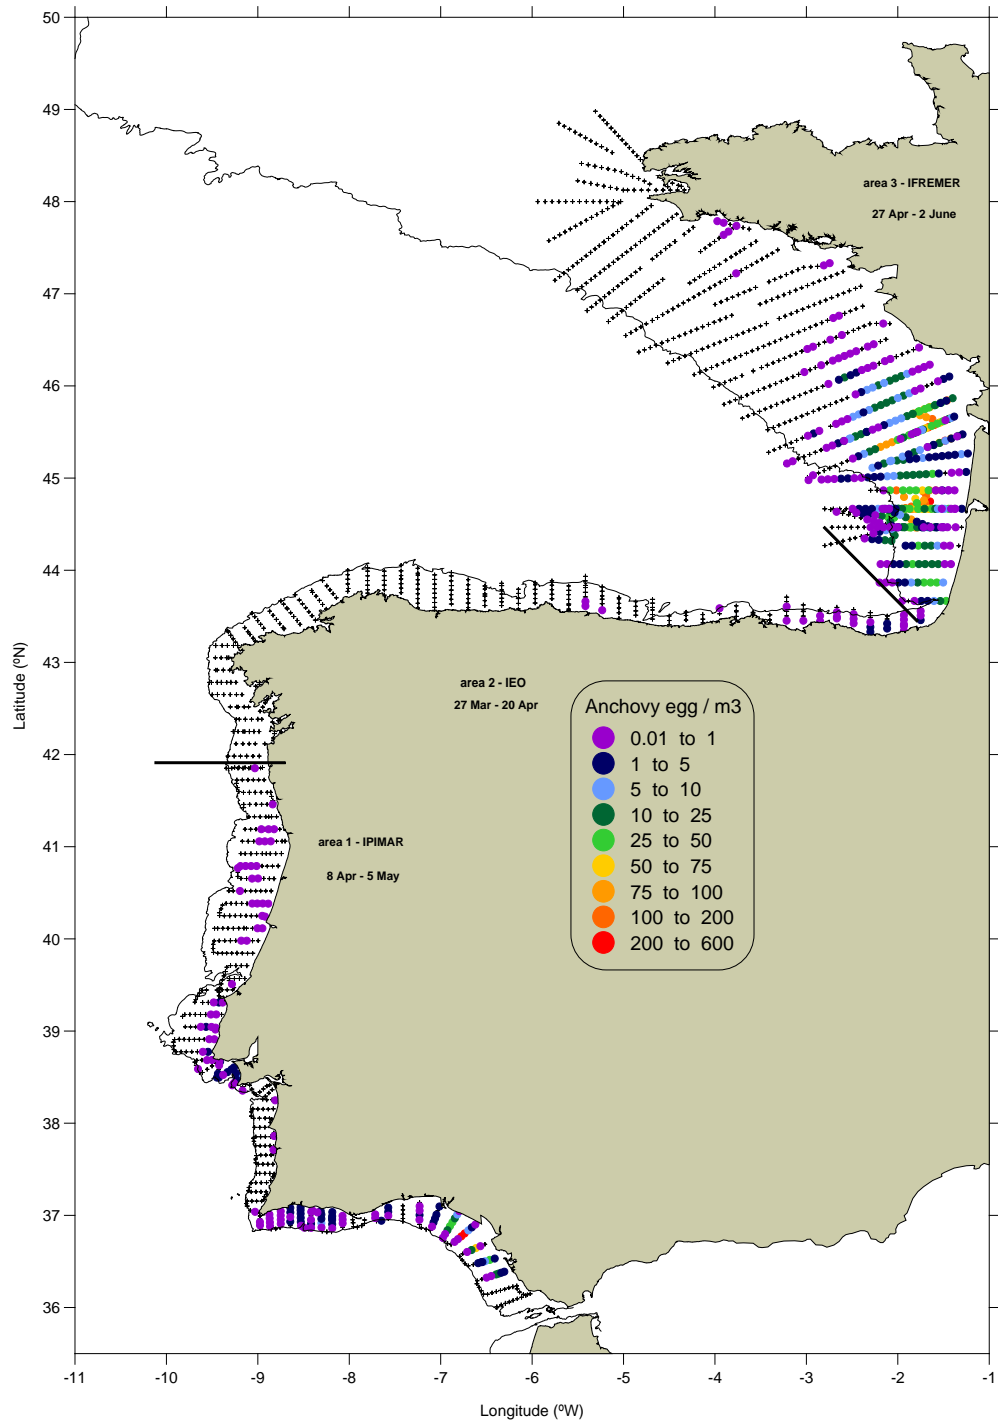 50
49
48
47
46
45
44
43
42
41
40
39
38
37
36
Latitude (ºN)
area 3 - IFREMER
27 Apr - 2 June
area 2 - IEO
27 Mar - 20 Apr
area 1 - IPIMAR
8 Apr - 5 May
Anchovy egg / m3
0.01 to 1
1 to 5
5 to 10
10 to 25
25 to 50
50 to 75
75 to 100
100 to 200
200 to 600
-11 -10 -9 -8 -7 -6 -5 -4 -3 -2 -1
Longitude (ºW)